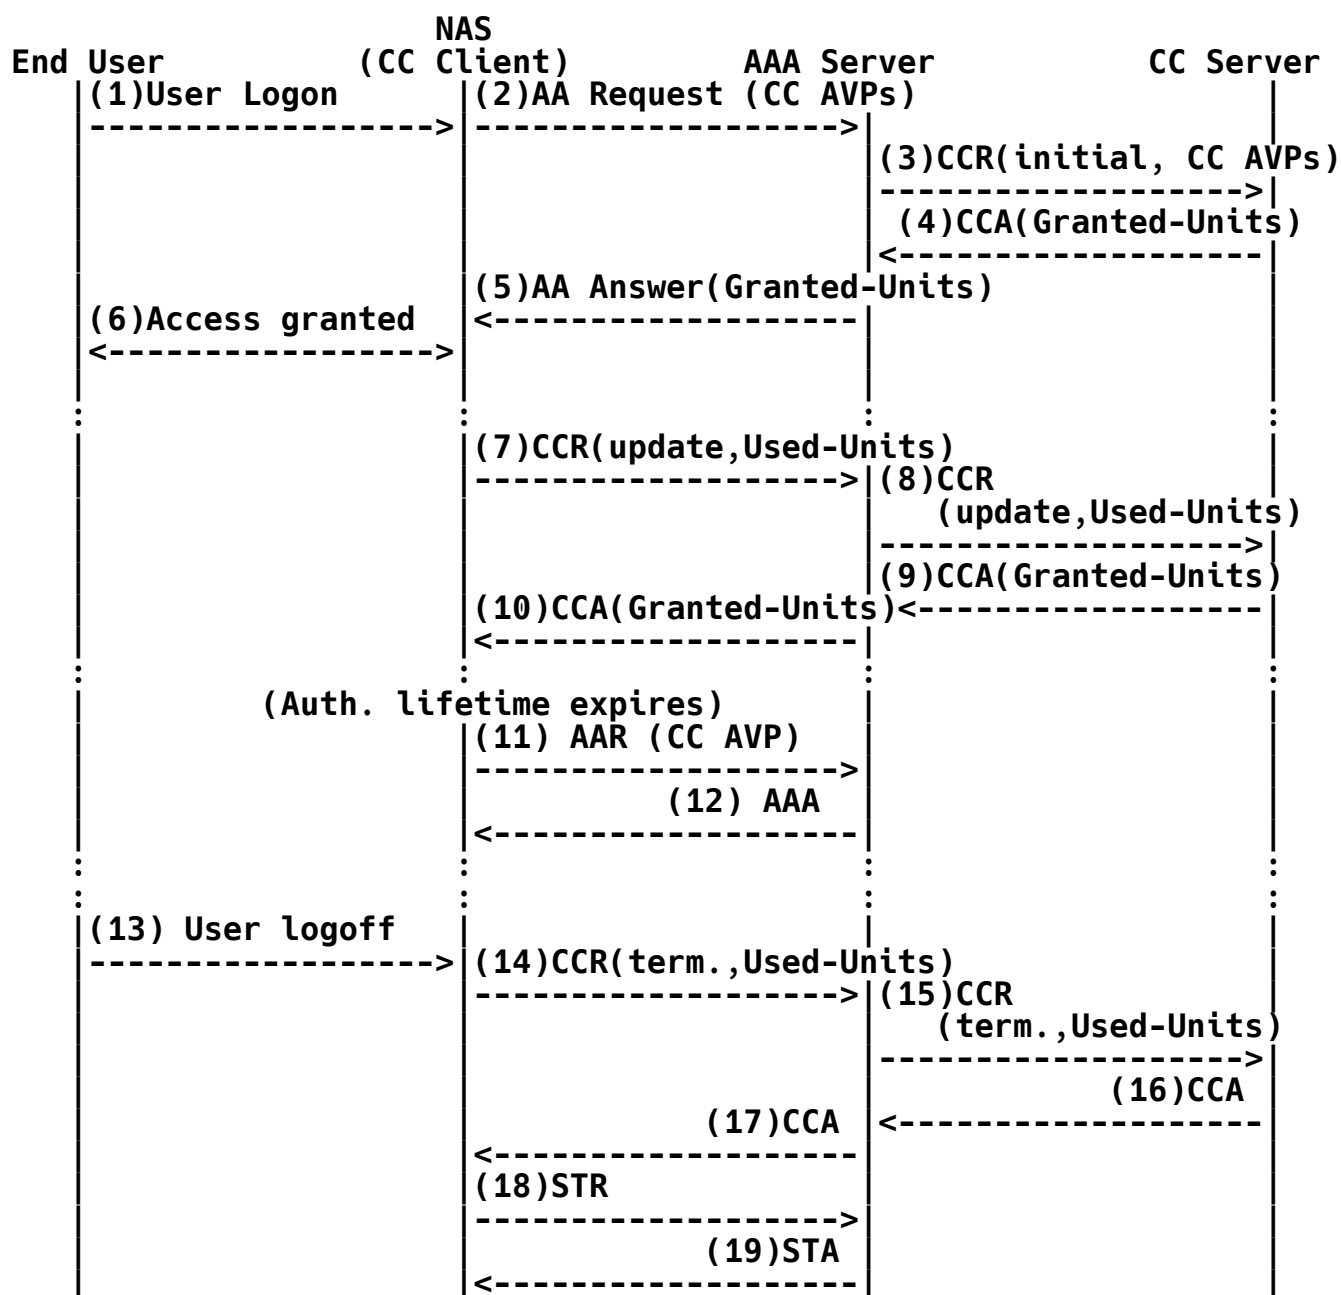 NAS
End User (CC Client) AAA Server CC Server
(1)User Logon (2)AA Request (CC AVPs)
(3)CCR(initial, CC AVPs)
(4)CCA(Granted-Units)
(5)AA Answer(Granted-Units)
(6)Access granted
(7)CCR(update,Used-Units)
(8)CCR
(update,Used-Units)
(9)CCA(Granted-Units)
(10)CCA(Granted-Units)
(Auth. lifetime expires)
(11) AAR (CC AVP)
(12) AAA
(13) User logoff
(14)CCR(term.,Used-Units)
(15)CCR
(term.,Used-Units)
(16)CCA
(17)CCA
(18)STR
(19)STA